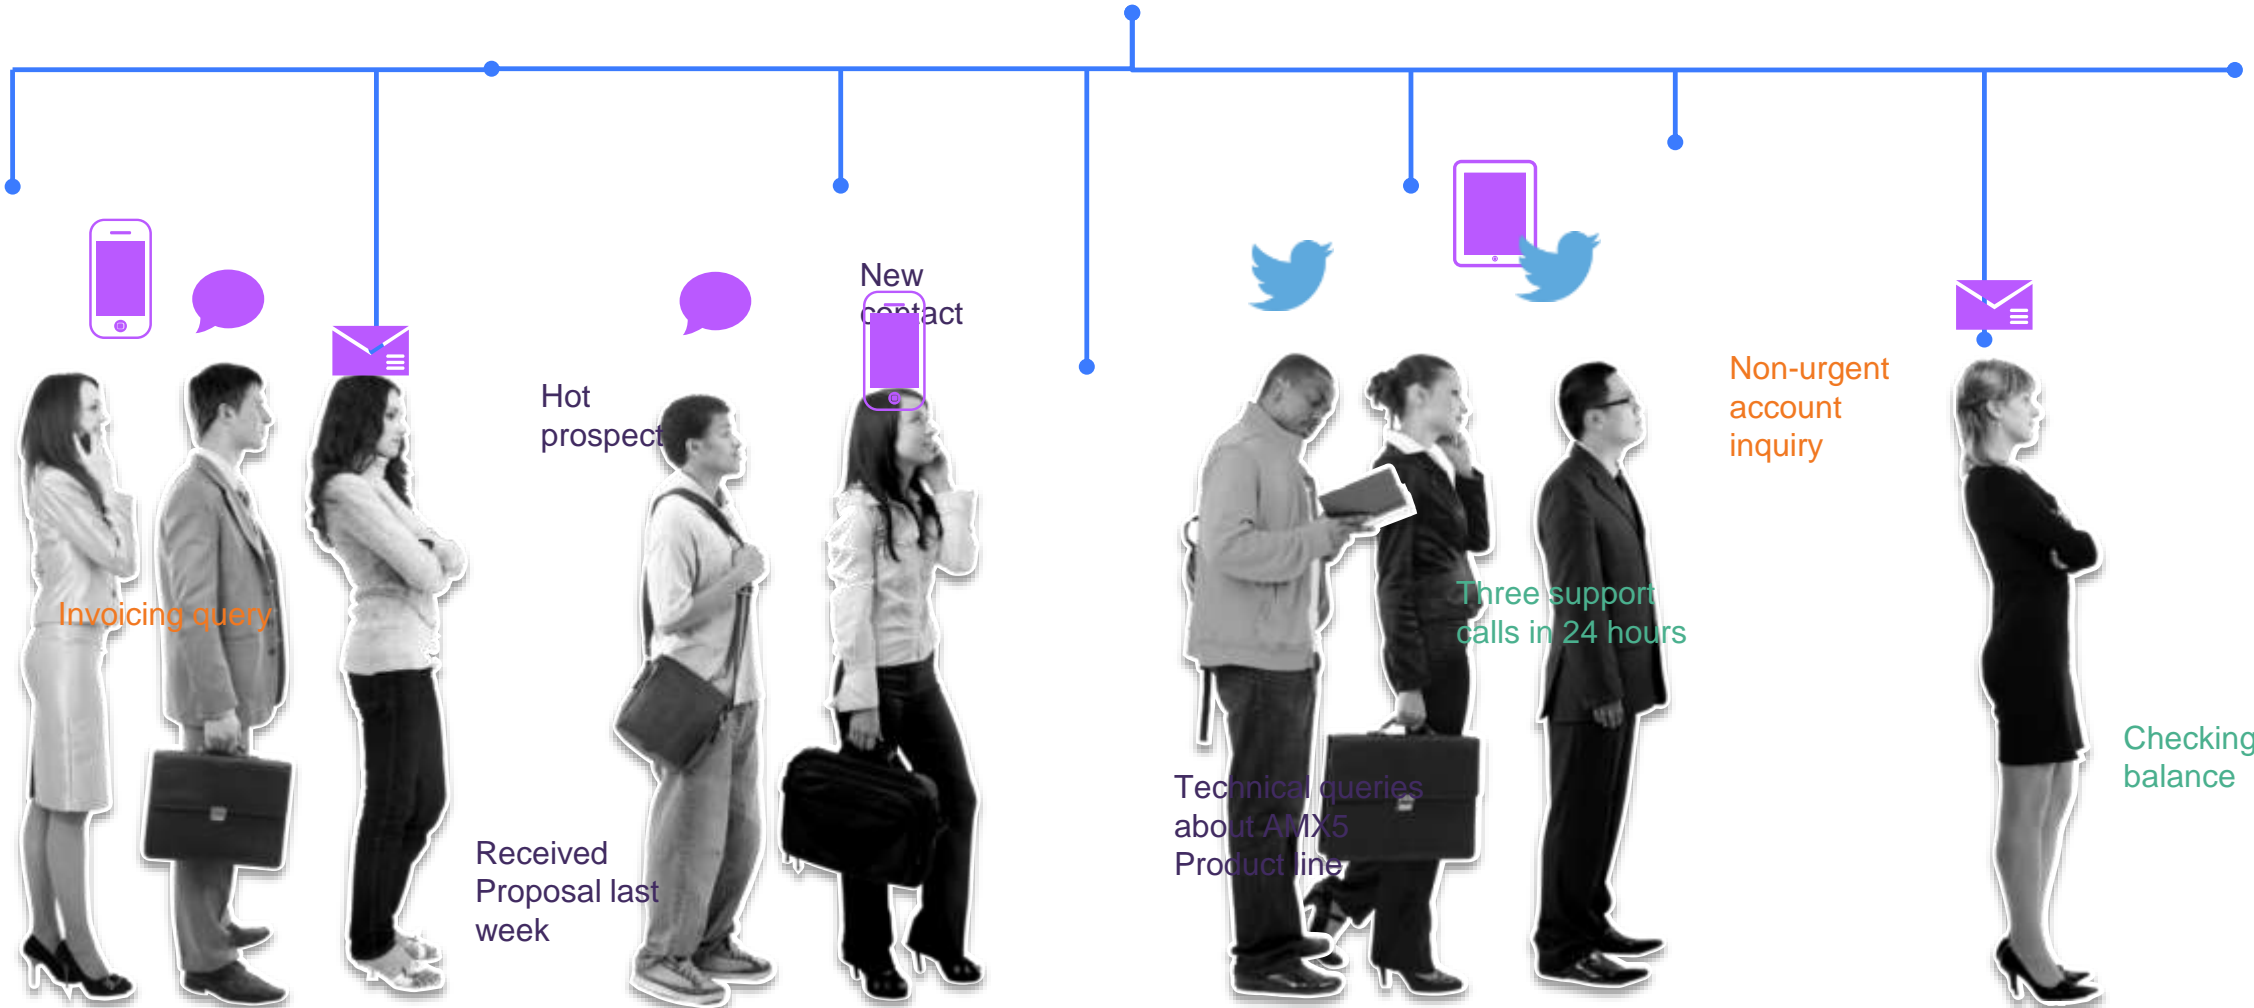 New
contact
Hot
prospect
Non-urgent
account
inquiry
Invoicing query
Three support
calls in 24 hours
Checking
balance
Technical queries
about AMX5
Product line
Received
Proposal last
week